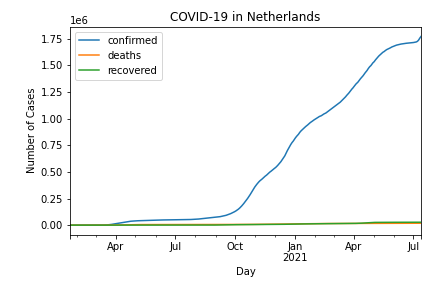 COVID-19 in Netherlands
1e6
confirmed
deaths
recovered
1.75
1.50
1.25
1.00
0.75
0.50
0.25
0.00
Number of Cases
Apr Jul Oct Jan Apr Jul
2021
Day